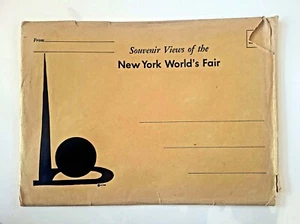 From
Souvenir Views of the
New York World's Fair